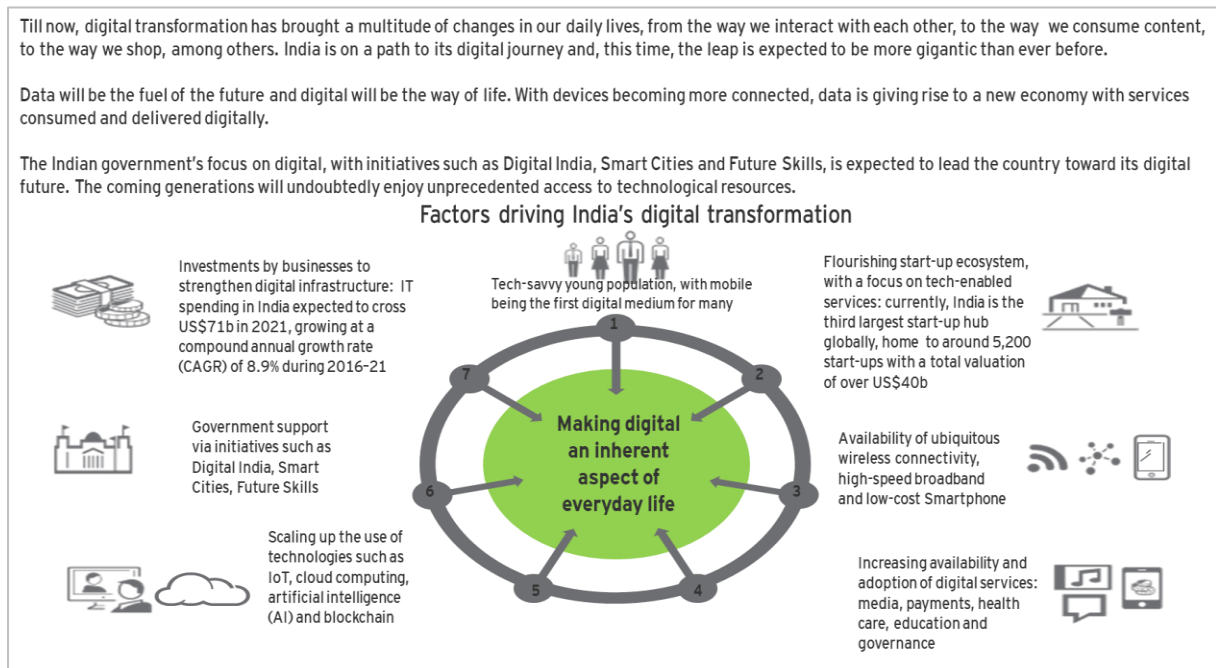 Till now, digital transformation has brought a multitude of changes in our daily lives, from the way we interact with each other, to the way we consume content,
to the way we shop, among others. India is on a path to its digital journey and, this time, the leap is expected to be more gigantic than ever before.
Data will be the fuel of the future and digital will be the way of life. With devices becoming more connected, data is giving rise to a new economy with services
consumed and delivered digitally.
The Indian government's focus on digital, with initiatives such as Digital India, Smart Cities and Future Skills, is expected to lead the country toward its digital
future. The coming generations will undoubtedly enjoy unprecedented access to technological resources.
Factors driving India's digital transformation
Tech-savvy young population, with mobile
being the first digital medium for many
1
Flourishing start-up ecosystem,
with a focus on tech-enabled
services: currently, India is the
third largest start-up hub
globally, home to around 5,200
start-ups with a total valuation
of over US$40b
2
Availability of ubiquitous
wireless connectivity,
high-speed broadband
and low-cost Smartphone
3
Increasing availability and
adoption of digital services:
media, payments, health
care, education and
governance
4
Scaling up the use of
technologies such as
IoT, cloud computing,
artificial intelligence
(AI) and blockchain
5
Government support
via initiatives such as
Digital India, Smart
Cities, Future Skills
6
Investments by businesses to
strengthen digital infrastructure: IT
spending in India expected to cross
US$71b in 2021, growing at a
compound annual growth rate
(CAGR) of 8.9% during 2016-21
7
Making digital
an inherent
aspect of
everyday life